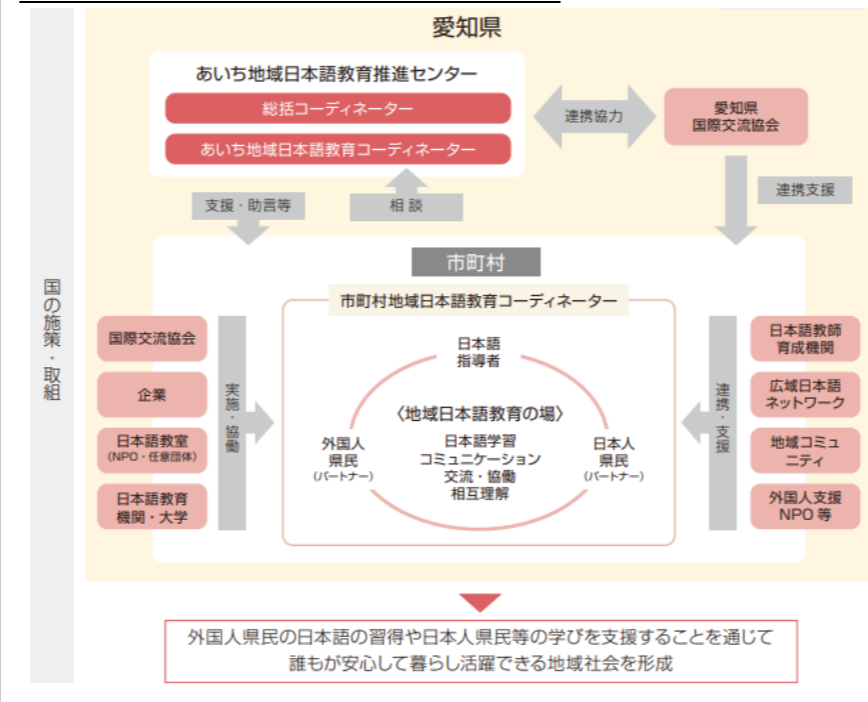 愛知県
あいち地域日本語教育推進センター
総括コーディネーター
あいち地域日本語教育コーディネーター
連携協力
愛知県
国際交流協会
支援・助言等
相談
連携支援
国の施策・取組
市町村
市町村地域日本語教育コーディネーター
国際交流協会
企業
日本語教室
(NPO・任意団体)
日本語教育
機関・大学
実施・協働
日本語
指導者
〈地域日本語教育の場〉
日本語学習
コミュニケーション
交流・協働
相互理解
外国人
県民
(パートナー)
日本人
県民
(パートナー)
連携・支援
日本語教師
育成機関
広域日本語
ネットワーク
地域コミュ
ニティ
外国人支援
NPO 等
外国人県民の日本語の習得や日本人県民等の学びを支援することを通じて
誰もが安心して暮らし活躍できる地域社会を形成